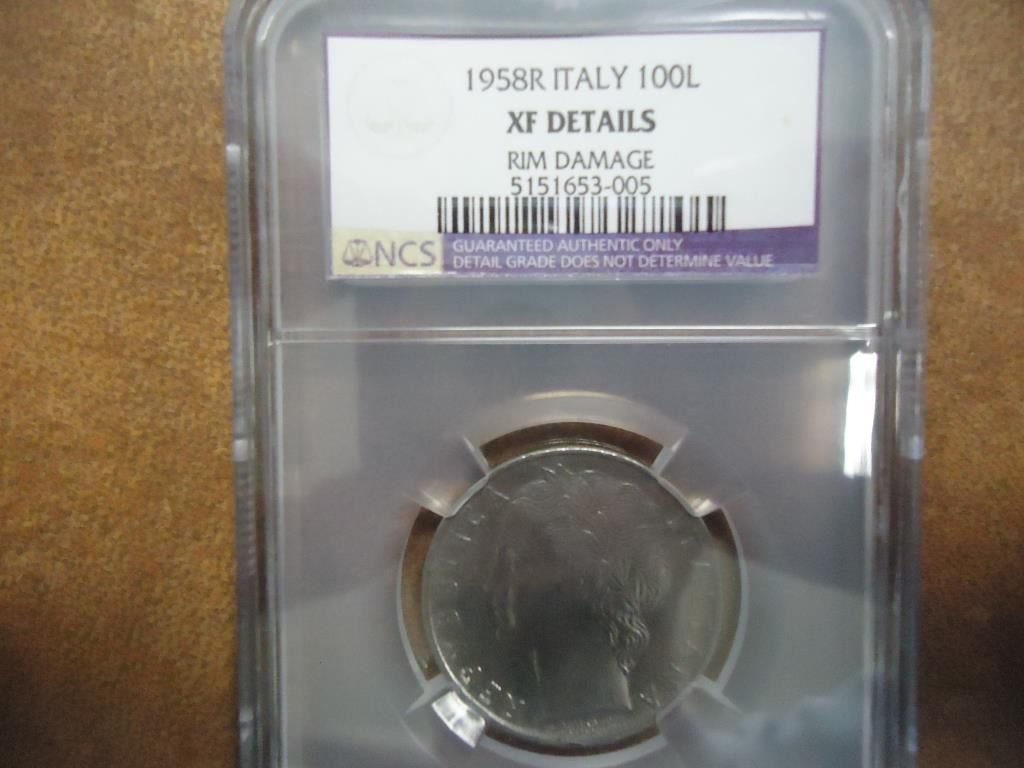 1958R ITALY 100L
XF DETAILS
RIM DAMAGE
5151653-005
NCS
GUARANTEED AUTHENTIC ONLY
DETAIL GRADE DOES NOT DETERMINE VALUE